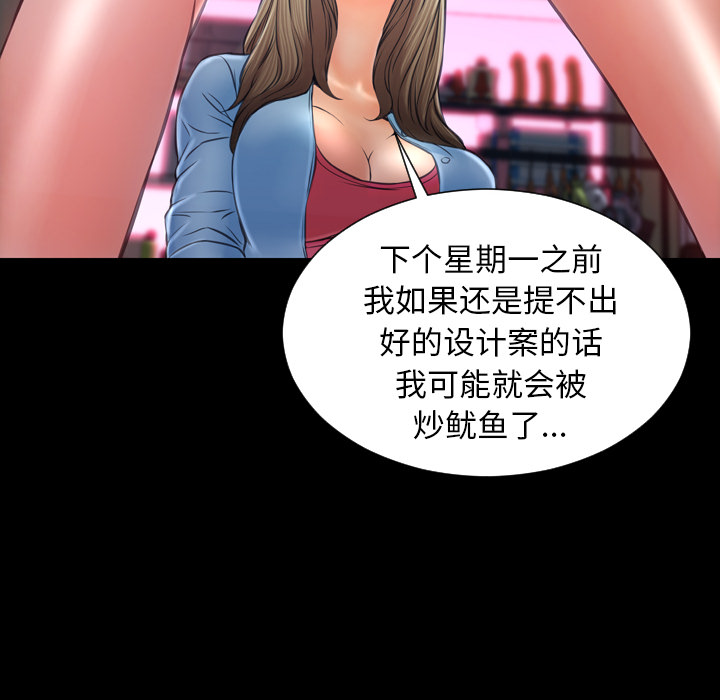 下个星期一之前
我如果还是提不出
好的设计案的话
我可能就会被
炒鱿鱼了...